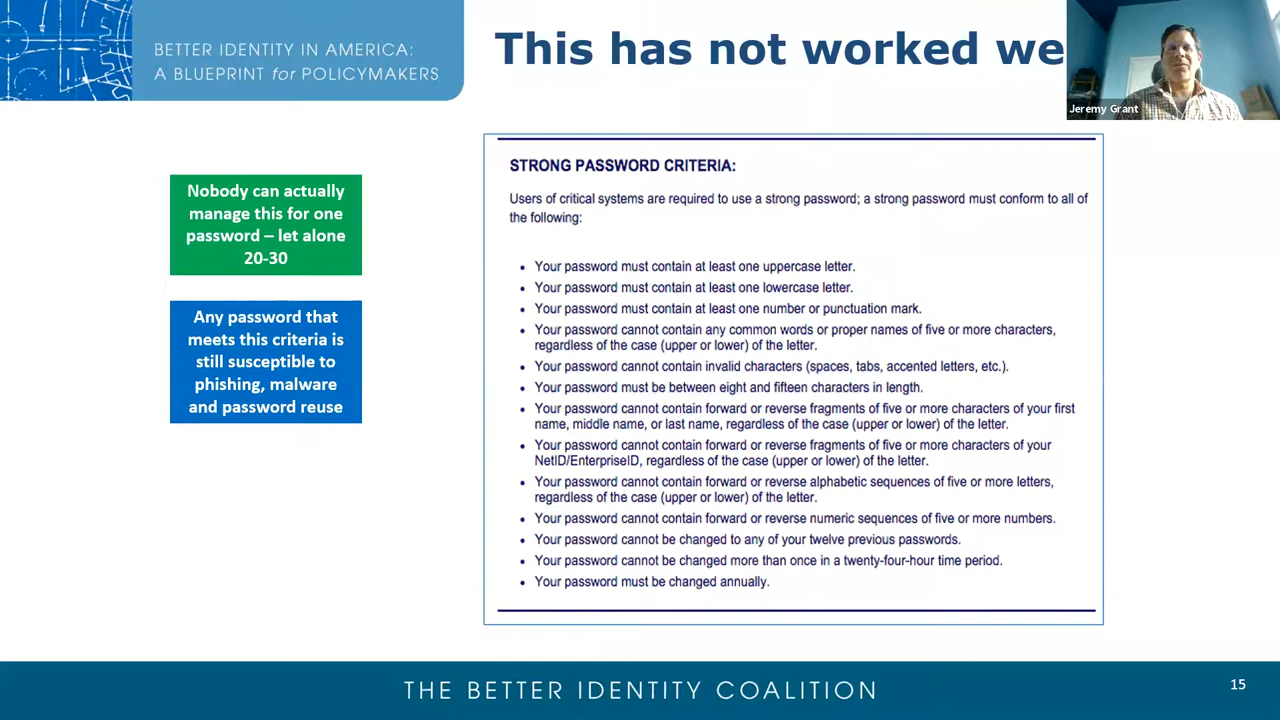 BETTER IDENTITY IN AMERICA:
A BLUEPRINT for POLICYMAKERS
This has not worked we
Jeremy Grant
Nobody can actually
manage this for one
password – let alone
20-30
Any password that
meets this criteria is
still susceptible to
phishing, malware
and password reuse
STRONG PASSWORD CRITERIA:
Users of critical systems are required to use a strong password; a strong password must conform to all of
the following:
• Your password must contain at least one uppercase letter.
• Your password must contain at least one lowercase letter.
• Your password must contain at least one number or punctuation mark.
• Your password cannot contain any common words or proper names of five or more characters,
regardless of the case (upper or lower) of the letter.
• Your password cannot contain invalid characters (spaces, tabs, accented letters, etc.).
• Your password must be between eight and fifteen characters in length.
• Your password cannot contain forward or reverse fragments of five or more characters of your first
name, middle name, or last name, regardless of the case (upper or lower) of the letter.
• Your password cannot contain forward or reverse fragments of five or more characters of your
NetID/EnterpriseID, regardless of the case (upper or lower) of the letter.
• Your password cannot contain forward or reverse alphabetic sequences of five or more letters,
regardless of the case (upper or lower) of the letter.
• Your password cannot contain forward or reverse numeric sequences of five or more numbers.
• Your password cannot be changed to any of your twelve previous passwords.
• Your password cannot be changed more than once in a twenty-four-hour time period.
• Your password must be changed annually.
THE BETTER IDENTITY COALITION
15